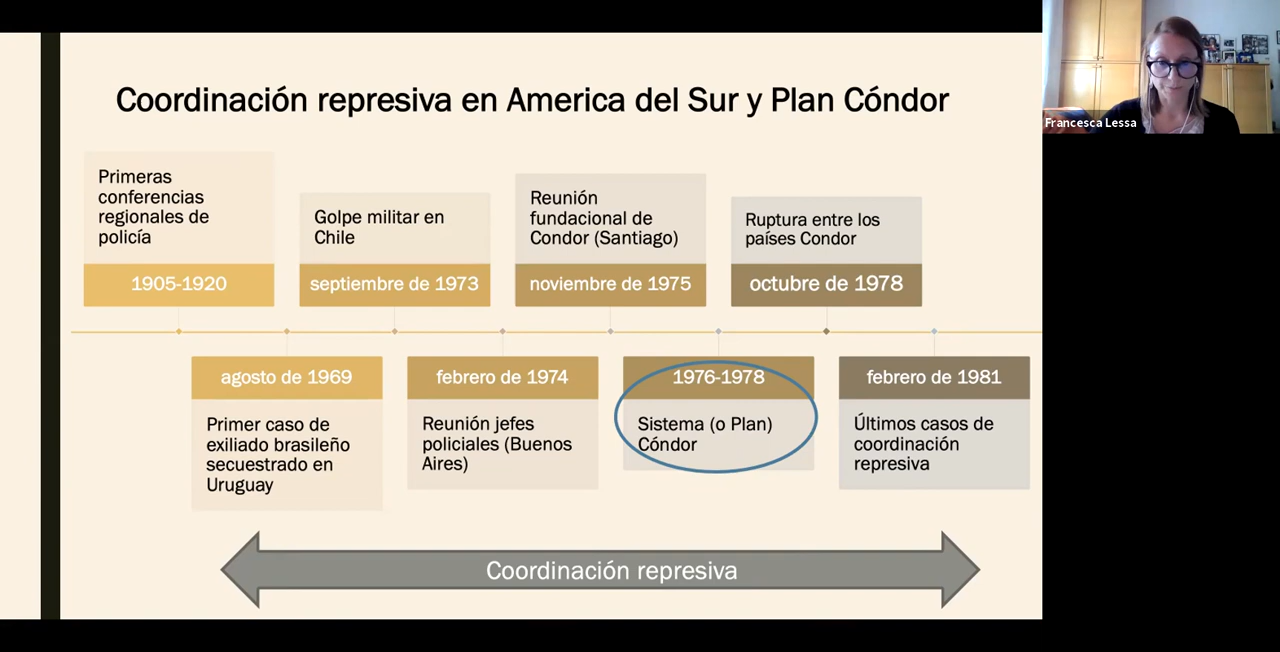 Coordinación represiva en America del Sur y Plan Cóndor
Francesca Lessa
Primeras
conferencias
regionales de
policía
1905-1920
Golpe militar en
Chile
septiembre de 1973
Reunión
fundacional de
Condor (Santiago)
noviembre de 1975
Ruptura entre los
países Condor
octubre de 1978
agosto de 1969
Primer caso de
exiliado brasileño
secuestrado en
Uruguay
febrero de 1974
Reunión jefes
policiales (Buenos
Aires)
1976-1978
Sistema (o Plan)
Cóndor
febrero de 1981
Últimos casos de
coordinación
represiva
Coordinación represiva